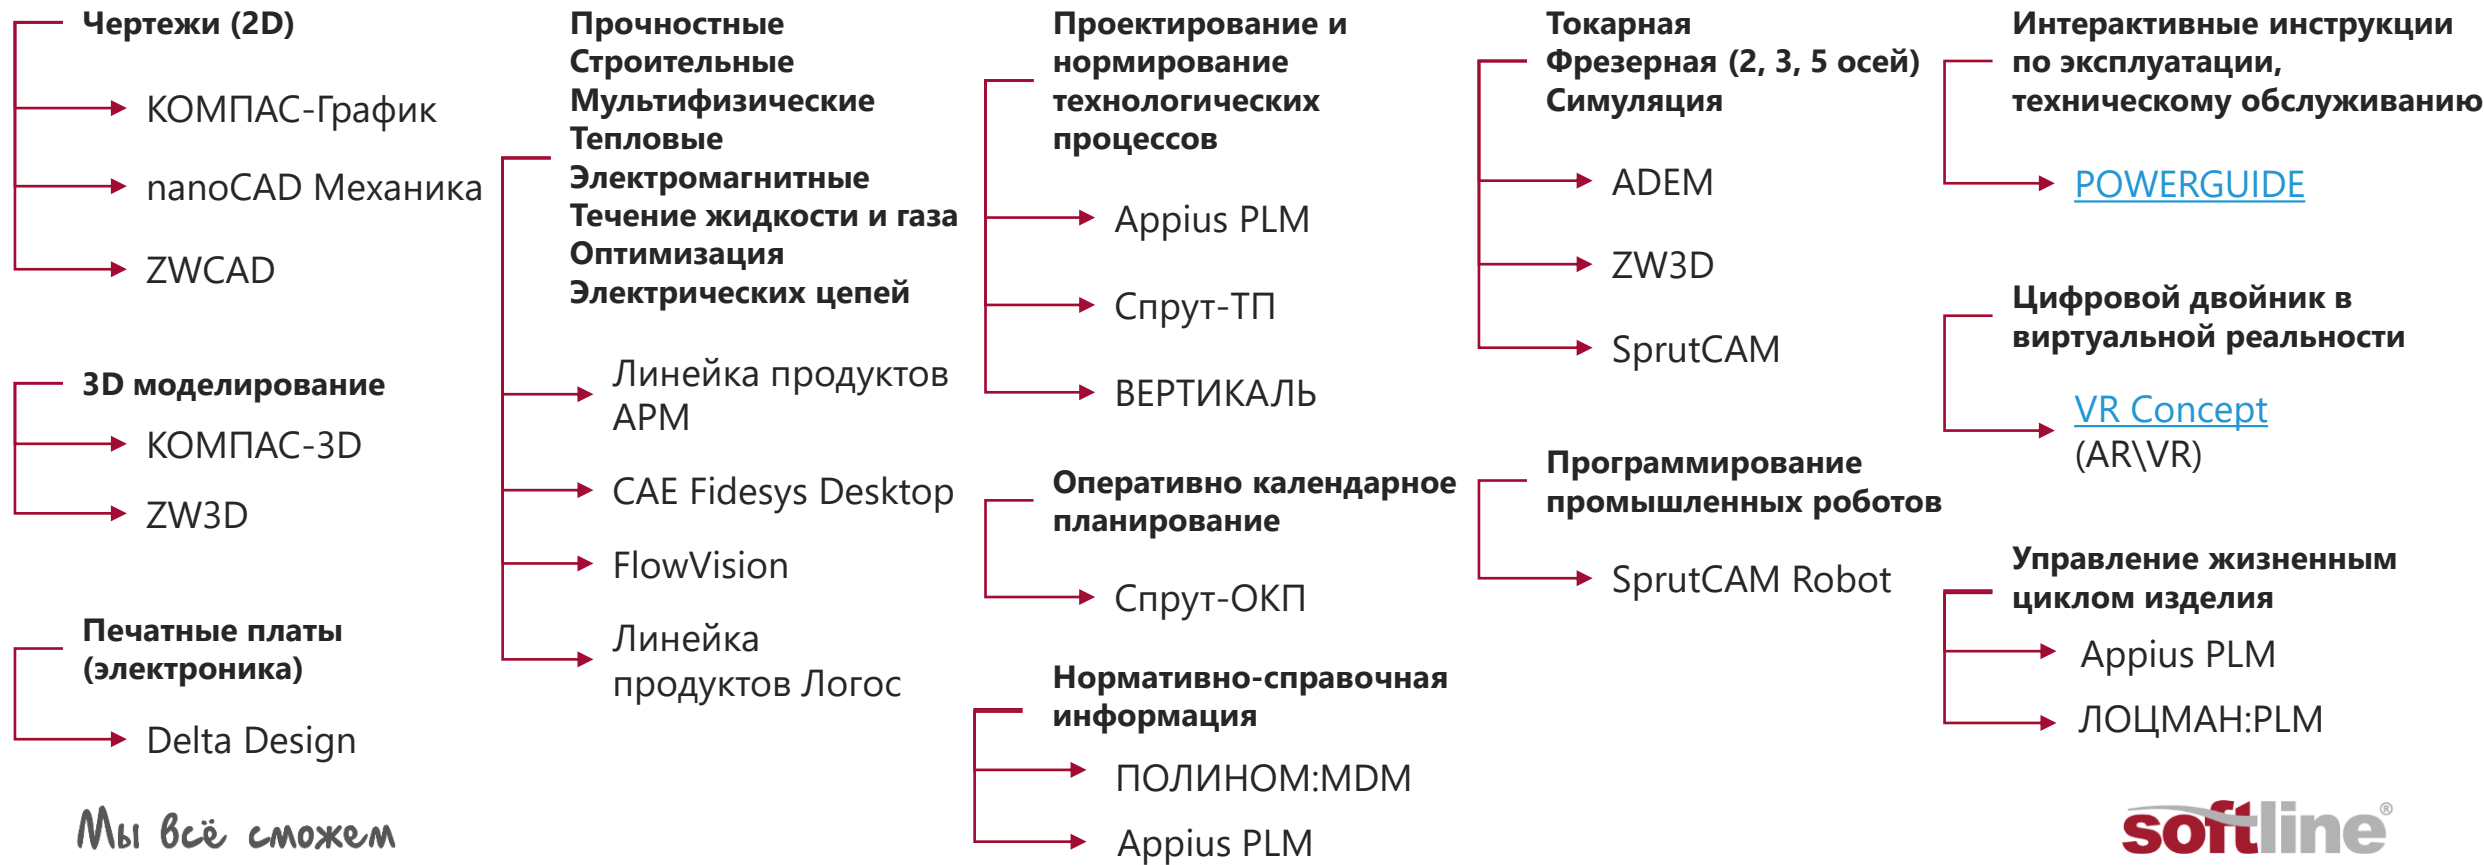 Чертежи (2D)
КОМПАС-График
nanoCAD Механика
ZWCAD
3D моделирование
КОМПАС-3D
ZW3D
Печатные платы
(электроника)
Delta Design
Прочностные
Строительные
Мультифизические
Тепловые
Электромагнитные
Течение жидкости и газа
Оптимизация
Электрических цепей
Линейка продуктов
АРМ
CAE Fidesys Desktop
FlowVision
Линейка
продуктов Логос
Проектирование и
нормирование
технологических
процессов
Appius PLM
Спрут-ТП
ВЕРТИКАЛЬ
Оперативно календарное
планирование
Спрут-ОКП
Нормативно-справочная
информация
ПОЛИНОМ:MDM
Appius PLM
Токарная
Фрезерная (2, 3, 5 осей)
Симуляция
ADEM
ZW3D
SprutCAM
Программирование
промышленных роботов
SprutCAM Robot
Интерактивные инструкции
по эксплуатации,
техническому обслуживанию
POWERGUIDE
Цифровой двойник в
виртуальной реальности
VR Concept
(AR\VR)
Управление жизненным
циклом изделия
Appius PLM
ЛОЦМАН:PLM
Мы всё сможем
softline®